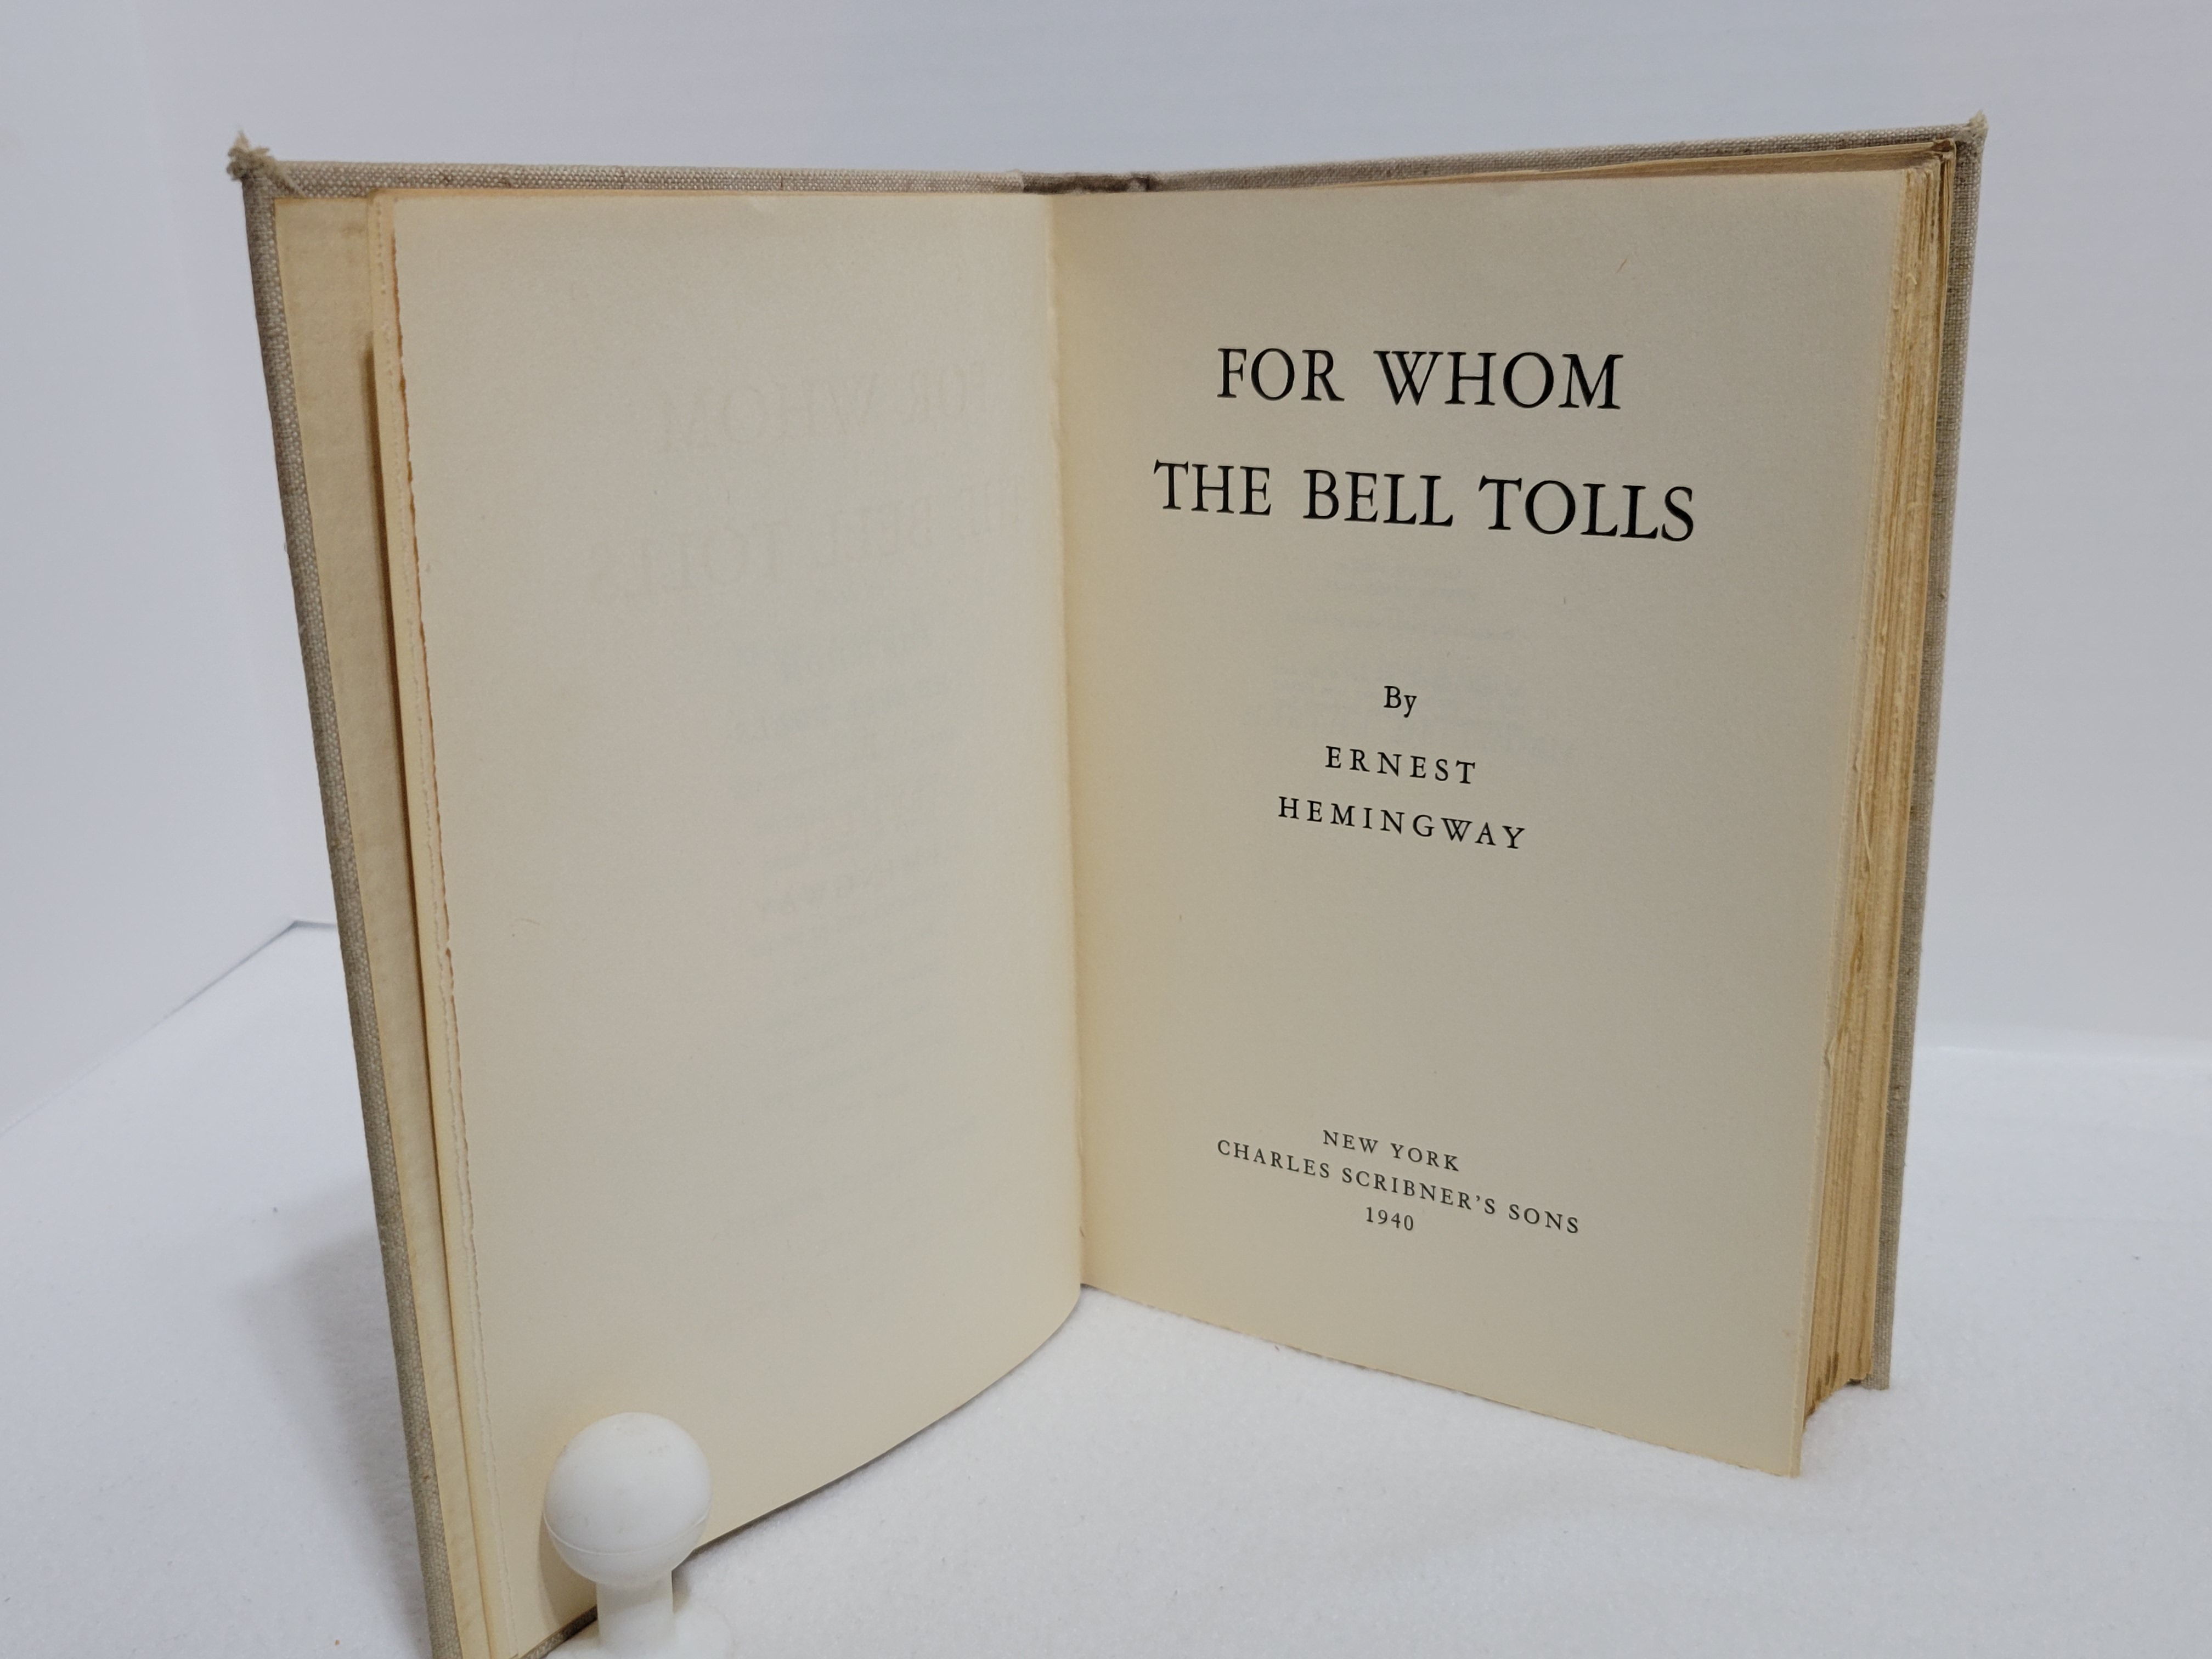 FOR WHOM
THE BELL TOLLS
By
ERNEST
HEMINGWAY
NEW YORK
CHARLES SCRIBNER'S SONS
1940